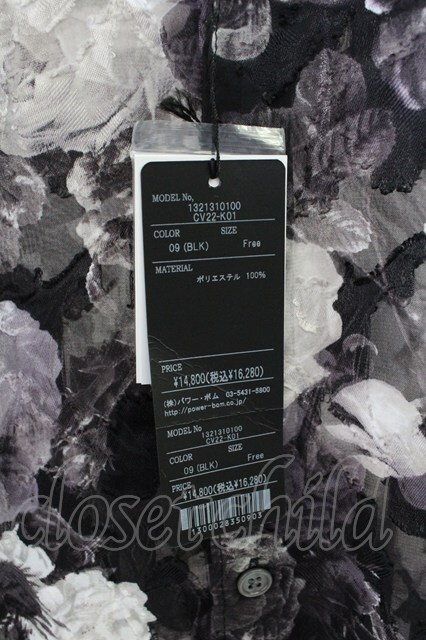 MODEL No,
1321310100
CV22-K01
COLOR SIZE
09 (BLK) Free
MATERIAL
ポリエステル 100%
PRICE
¥14,800(税込¥16,280)
(株)パワー・ボム 03-5431-5800
http://power-bom.co.jp/
MODEL No
1321310100
CV22-K01
COLOR SIZE
09 (BLK) Free
PRICE
¥14,800(税込¥16,280)
1300028350903
closet child